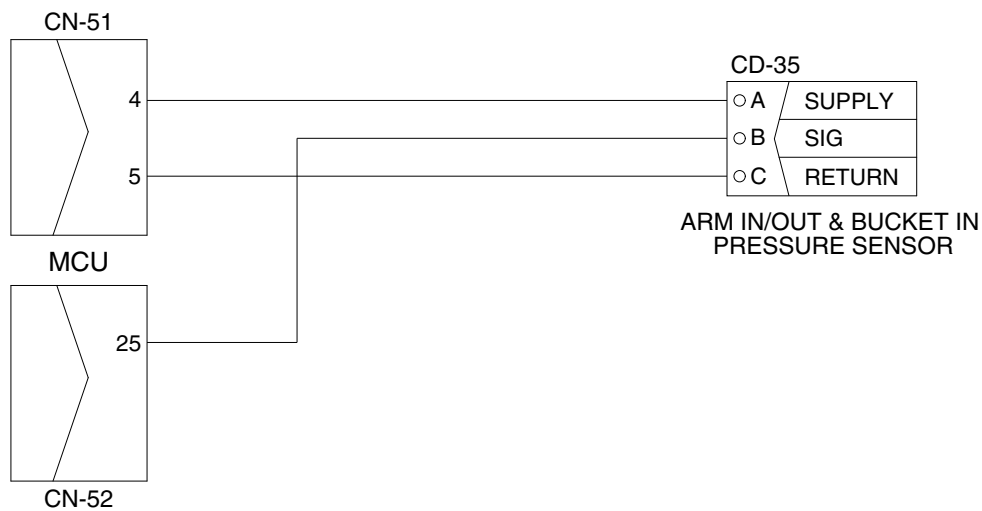 CN-51
4
5
MCU
25
CN-52
CD-35
A SUPPLY
B SIG
C RETURN
ARM IN/OUT & BUCKET IN
PRESSURE SENSOR